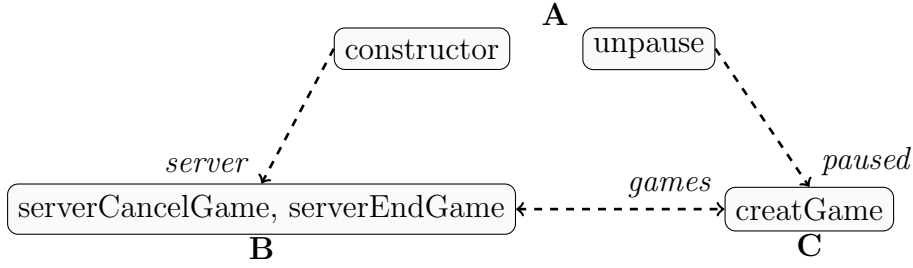 A
constructor
unpause
server
paused
games
serverCancelGame, serverEndGame
creatGame
B
C